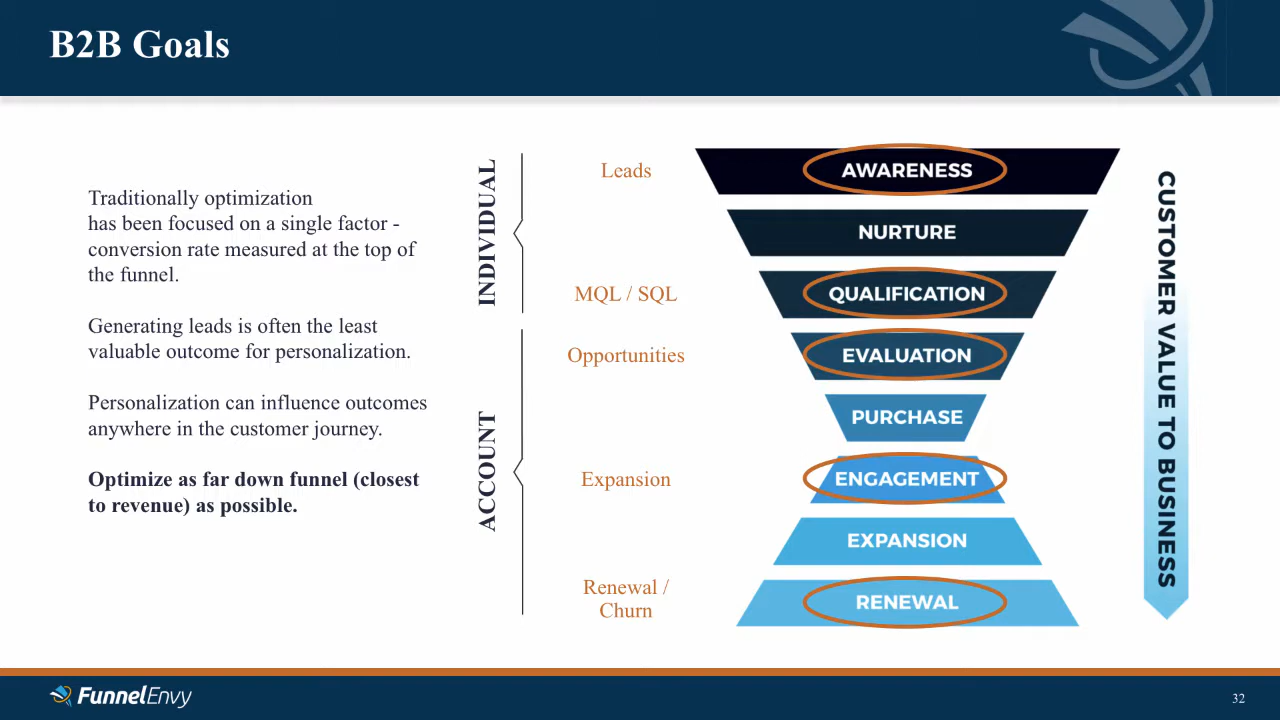 B2B Goals
Traditionally optimization
has been focused on a single factor -
conversion rate measured at the top of
the funnel.
Generating leads is often the least
valuable outcome for personalization.
Personalization can influence outcomes
anywhere in the customer journey.
Optimize as far down funnel (closest
to revenue) as possible.
INDIVIDUAL
ACCOUNT
Leads
MQL / SQL
Opportunities
Expansion
Renewal /
Churn
AWARENESS
NURTURE
QUALIFICATION
EVALUATION
PURCHASE
ENGAGEMENT
EXPANSION
RENEWAL
CUSTOMER VALUE TO BUSINESS
FunnelEnvy
32